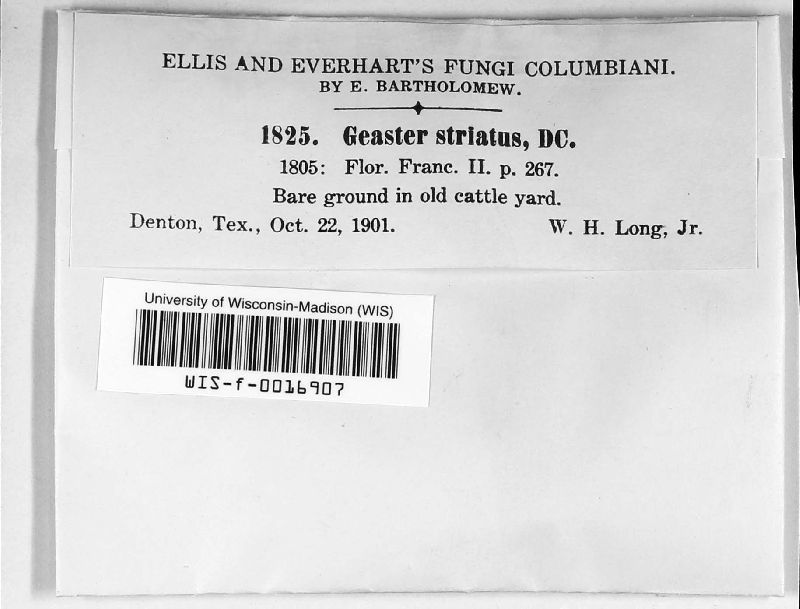 ELLIS AND EVERHART'S FUNGI COLUMBIANI.
BY E. BARTHOLOMEW.
1825. Geaster striatus, DC.
1805: Flor. Franc. II. p. 267.
Bare ground in old cattle yard.
Denton, Tex., Oct. 22, 1901. W. H. Long, Jr.
University of Wisconsin-Madison (WIS)
WIS-f-0016907